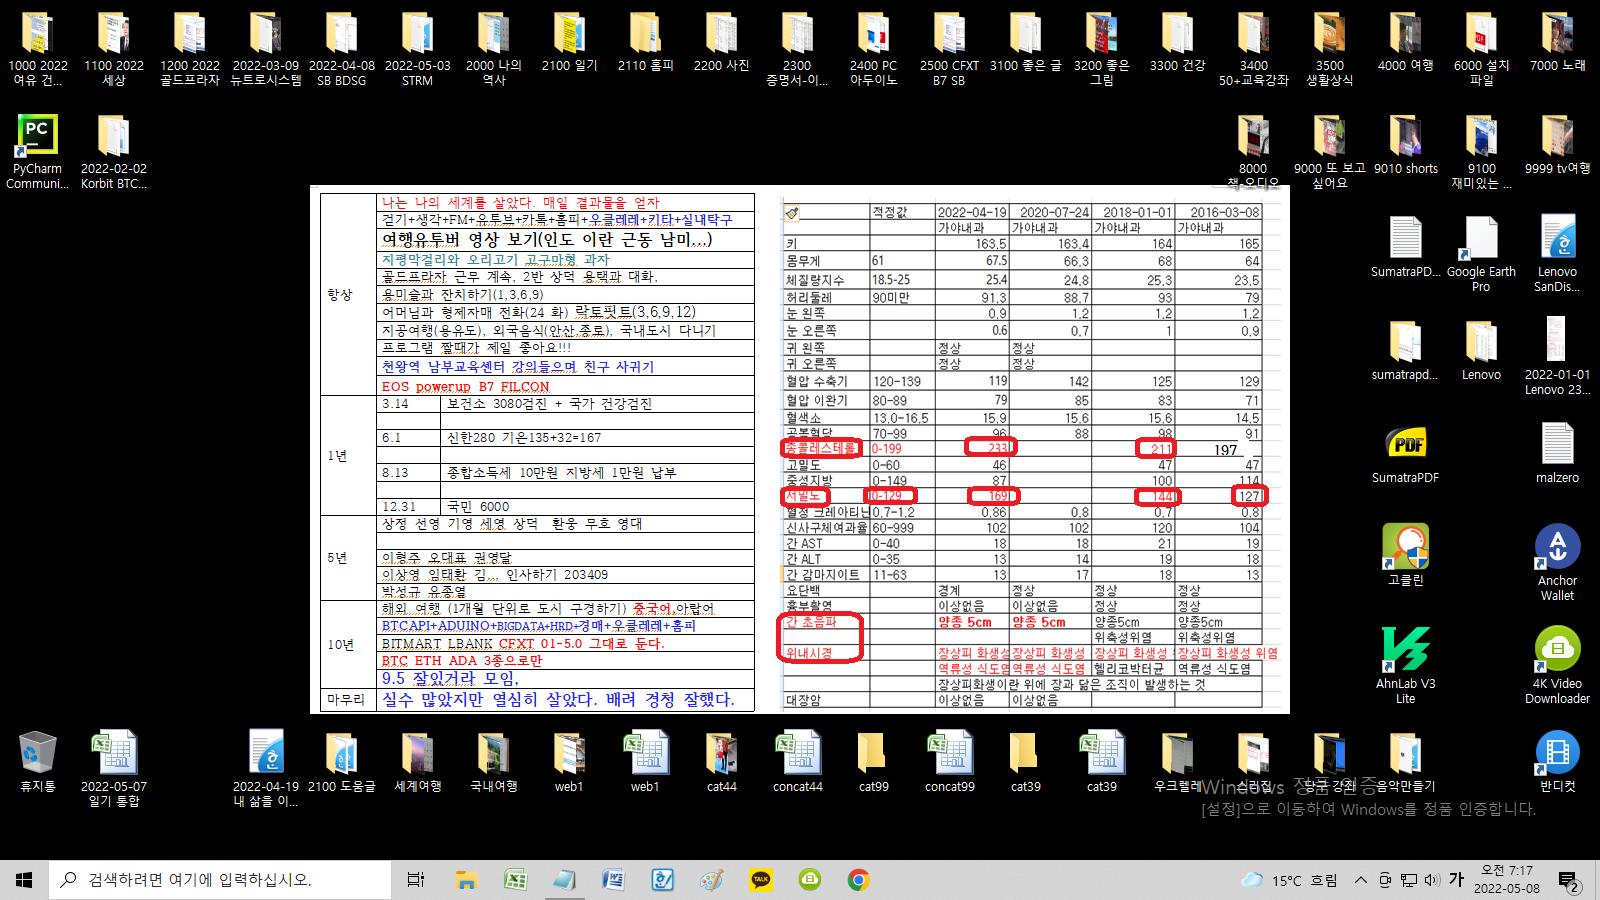 1000 2022
여유 건...
1100 2022
세상
1200 2022
골드프라자
2022-03-09
뉴트로시스템
2022-04-08
SB BDSG
2022-05-03
STRM
2000 나의
역사
2100 일기
2110 홈피
2200 사진
2300
증명서-이...
2400 PC
아두이노
2500 CFXT
B7 SB
3100 좋은 글
3200 좋은
그림
3300 건강
3400
50+교육강좌
3500
생활상식
4000 여행
6000 설치
파일
7000 노래
PyCharm
Communi...
2022-02-02
Korbit BTC...
8000
책 오디오
9000 또 보고
싶어요
9010 shorts
9100
재미있는 ...
9999 tv여행
항상
나는 나의 세계를 살았다. 매일 결과물을 얻자
걷기+생각+FM+유투브+카톡+홈피+우클레레+키타+실내탁구
여행유투버 영상 보기(인도 이란 근동 남미...)
지평막걸리와 오리고기 고구마형 과자
골드프라자 근무 계속, 2반 상덕 용택과 대화,
용미슬과 잔치하기(1,3,6,9)
어머님과 형제자매 전화(24 화) 락토핏트(3,6,9,12)
지공여행(용유도), 외국음식(안산,종로), 국내도시 다니기
프로그램 짤때가 제일 좋아요!!!
천왕역 남부교육센터 강의들으며 친구 사귀기
EOS powerup B7 FILCON
1년
3.14 보건소 3080검진 + 국가 건강검진
6.1 신한280 기은135+32=167
8.13 종합소득세 10만원 지방세 1만원 납부
12.31 국민 6000
5년
상정 선영 기영 세영 상덕 환웅 무호 영대
이형주 오대표 권영달
이상영 임태환 김... 인사하기 203409
박성규 유종열
10년
해외 여행 (1개월 단위로 도시 구경하기) 중국어,아랍어
BTCAPI+ADUINO+BIGDATA+HRD+경매+우클레레+홈피
BITMART LBANK CFXT 01-5.0 그대로 둔다.
BTC ETH ADA 3종으로만
9.5 잘있거라 모임,
마무리 실수 많았지만 열심히 살았다. 배려 경청 잘했다.
적정값 2022-04-19 2020-07-24 2018-01-01 2016-03-08
가야내과 가야내과 가야내과 가야내과
키 163.5 163.4 164 165
몸무게 61 67.5 66.3 68 64
체질량지수 18.5-25 25.4 24.8 25.3 23.5
허리둘레 90미만 91.3 88.7 93 79
눈 왼쪽 0.9 1.2 1.2 1.2
눈 오른쪽 0.6 0.7 1 0.9
귀 왼쪽 정상 정상
귀 오른쪽 정상 정상
혈압 수축기 120-139 119 142 125 129
혈압 이완기 80-89 79 85 83 71
혈색소 13.0-16.5 15.9 15.6 15.6 14.5
공복혈당 70-99 96 88 98 91
총콜레스테롤 0-199 233 211 197
고밀도 0-60 46 47 47
중성지방 0-149 87 100 114
저밀도 0-129 169 144 127
혈청 크레아티닌 0.7-1.2 0.86 0.8 0.7 0.8
신사구체여과율 60-999 102 102 120 104
간 AST 0-40 18 18 21 19
간 ALT 0-35 13 14 19 18
간 감마지이트 11-63 13 17 18 13
요단백 경계 정상 정상 정상
흉부촬영 이상없음 이상없음 정상 정상
간 초음파 양종 5cm 양종 5cm 양종5cm 양종5cm
위축성위염 위축성위염
위내시경 장상피 화생성 장상피 화생성 장상피 화생성 장상피 화생성 위염
역류성 식도염 역류성 식도염 헬리코박터균 역류성 식도염
장상피화생이란 위에 장과 닮은 조직이 발생하는 것
대장암 이상없음 이상없음
SumatraPD...
Google Earth
Pro
Lenovo
SanDis...
sumatrapd...
Lenovo
2022-01-01
Lenovo 23...
SumatraPDF
malzero
고클린
Anchor
Wallet
AhnLab V3
Lite
4K Video
Downloader
휴지통
2022-05-07
일기 통합
2022-04-19
내 삶을 이...
2100 도움글
세계여행
국내여행
web1
web1
cat44
concat44
cat99
concat99
cat39
cat39
우크렐레
음악만들기
반디컷
Windows 정품 인증
[설정]으로 이동하여 Windows를 정품 인증합니다.
검색하려면 여기에 입력하십시오.
15°C 흐림
가
오전 7:17
2022-05-08
2